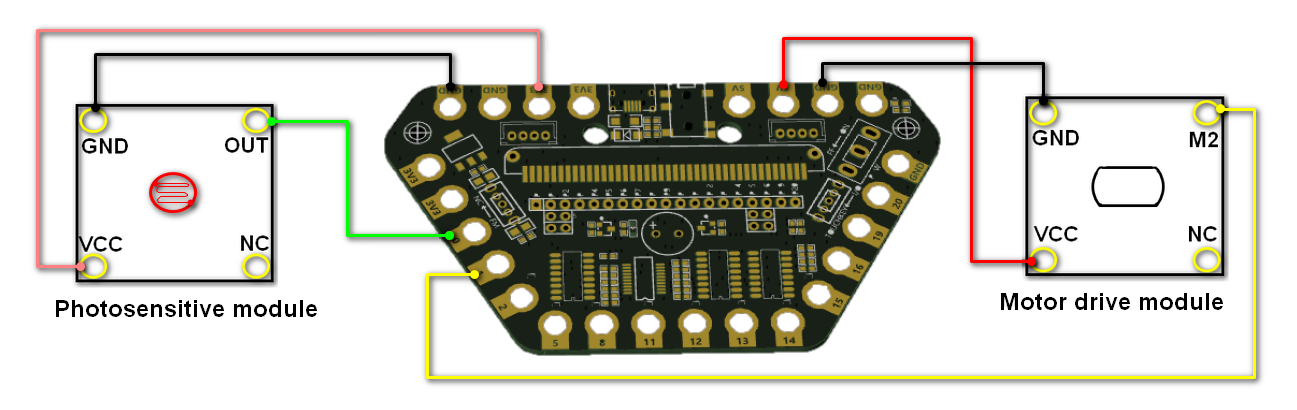 GND
GND
3V3
5V
GND
GND
GND
OUT
VCC
NC
Photosensitive module
GND
M2
VCC
NC
Motor drive module
3V3
3V3
2
5
8
11
12
13
14
15
16
19
20
GND